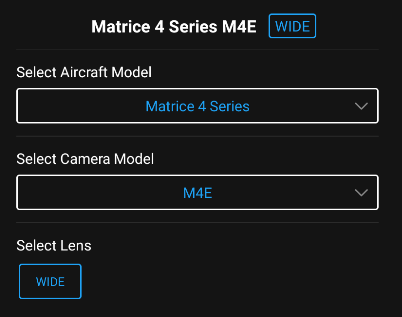 Matrice 4 Series M4E WIDE
Select Aircraft Model
Matrice 4 Series
Select Camera Model
M4E
Select Lens
WIDE